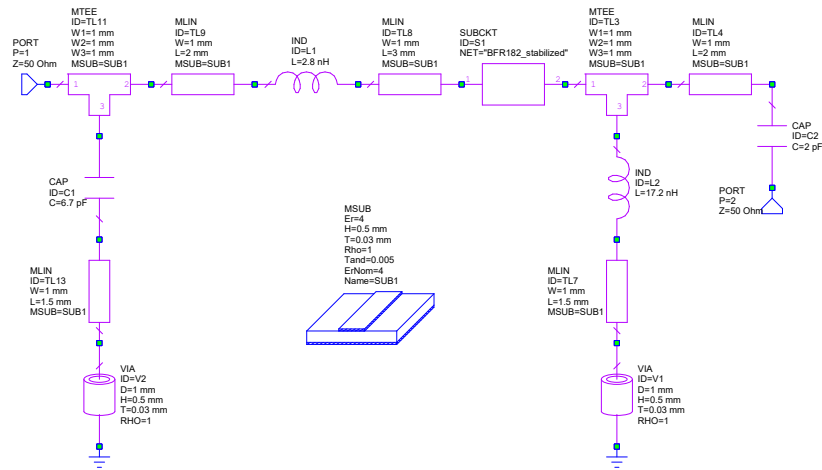 MTEE
ID=TL11
W1=1 mm
W2=1 mm
W3=1 mm
MSUB=SUB1
MLIN
ID=TL9
W=1 mm
L=2 mm
MSUB=SUB1
IND
ID=L1
L=2.8 nH
MLIN
ID=TL8
W=1 mm
L=3 mm
MSUB=SUB1
SUBCKT
ID=S1
NET="BFR182_stabilized"
MTEE
ID=TL3
W1=1 mm
W2=1 mm
W3=1 mm
MSUB=SUB1
MLIN
ID=TL4
W=1 mm
L=2 mm
MSUB=SUB1
PORT
P=1
Z=50 Ohm
1
2
3
1
2
1
2
3
CAP
ID=C1
C=6.7 pF
CAP
ID=C2
C=2 pF
IND
ID=L2
L=17.2 nH
PORT
P=2
Z=50 Ohm
MSUB
Er=4
H=0.5 mm
T=0.03 mm
Rho=1
Tand=0.005
ErNom=4
Name=SUB1
MLIN
ID=TL13
W=1 mm
L=1.5 mm
MSUB=SUB1
MLIN
ID=TL7
W=1 mm
L=1.5 mm
MSUB=SUB1
VIA
ID=V2
D=1 mm
H=0.5 mm
T=0.03 mm
RHO=1
VIA
ID=V1
D=1 mm
H=0.5 mm
T=0.03 mm
RHO=1